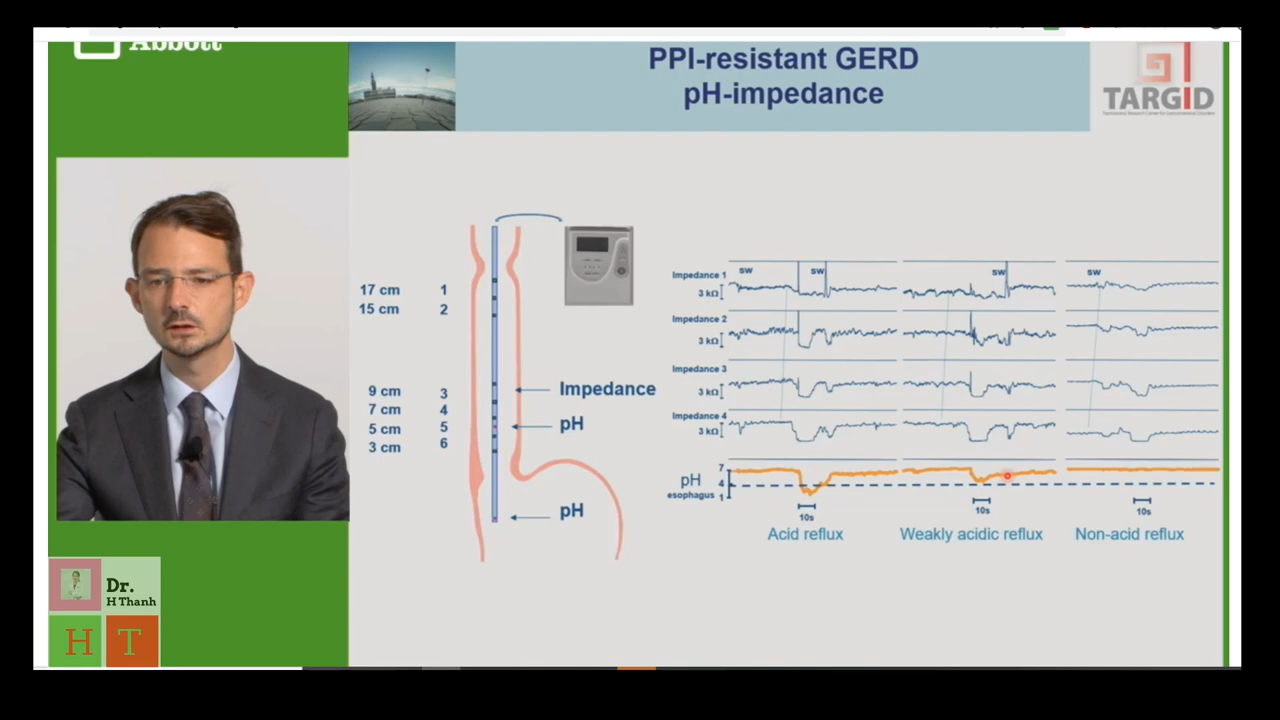 Abbott
PPI-resistant GERD
pH-impedance
TARGID
17 cm 1
15 cm 2
9 cm 3
7 cm 4
5 cm 5
3 cm 6
Impedance
pH
pH
Impedance 1
3 kΩ
Impedance 2
3 kΩ
Impedance 3
3 kΩ
Impedance 4
3 kΩ
sw
sw
sw
sw
pH
esophagus
7
4
1
10s
10s
10s
Acid reflux
Weakly acidic reflux
Non-acid reflux
Dr.
H Thanh
H T